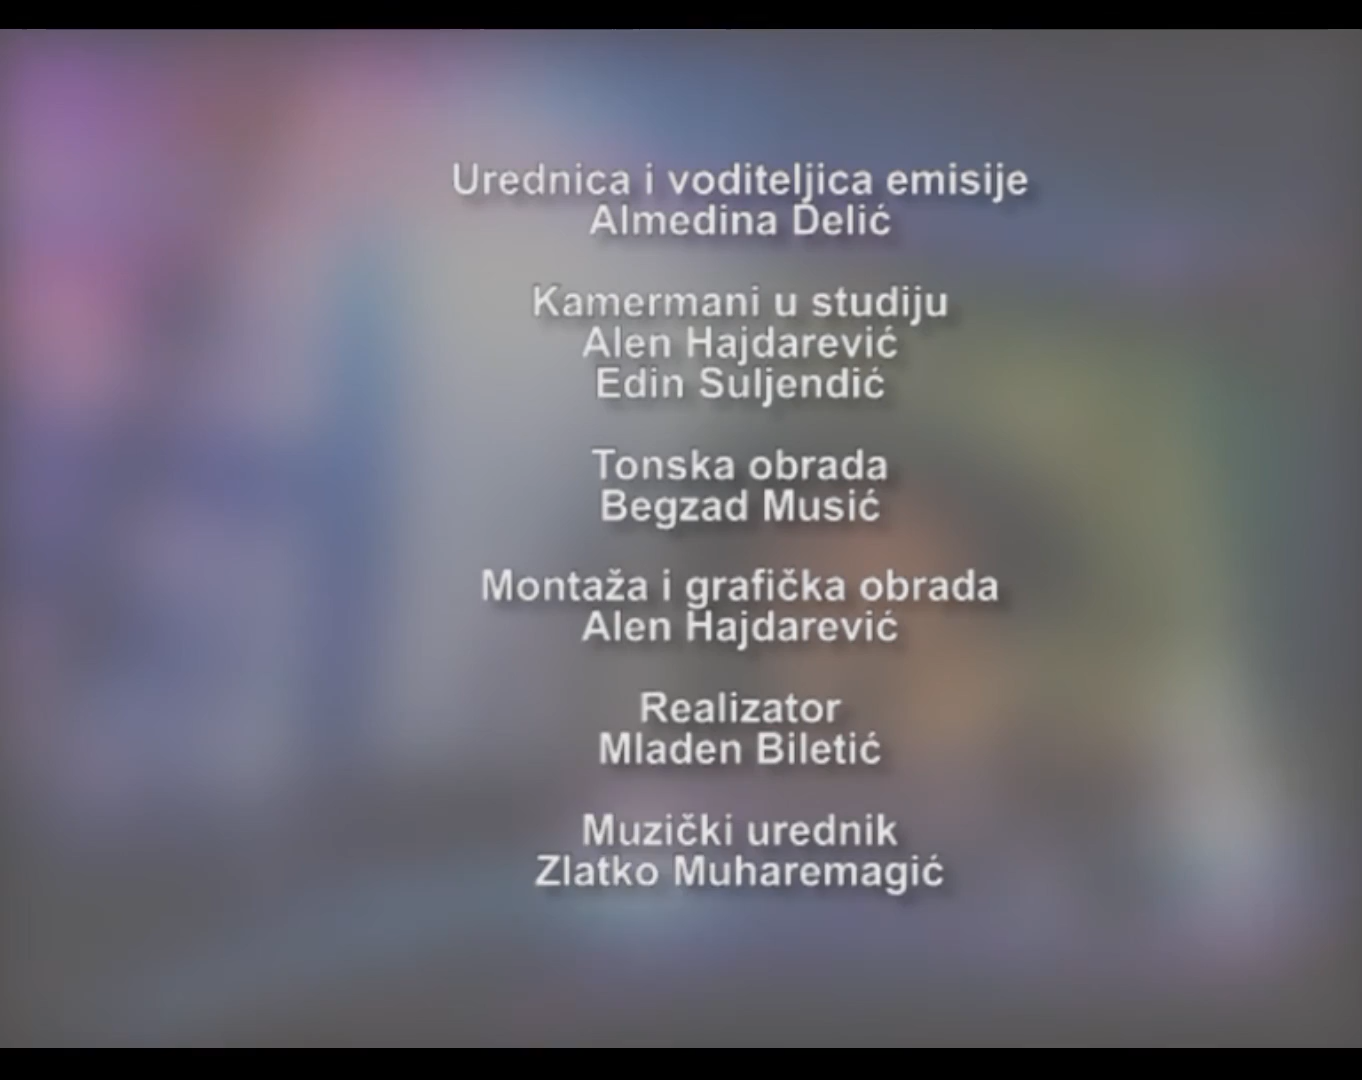 Urednica i voditeljica emisije
Almedina Delić
Kamermani u studiju
Alen Hajdarević
Edin Suljendić
Tonska obrada
Begzad Musić
Montaža i grafička obrada
Alen Hajdarević
Realizator
Mladen Biletić
Muzički urednik
Zlatko Muharemagić